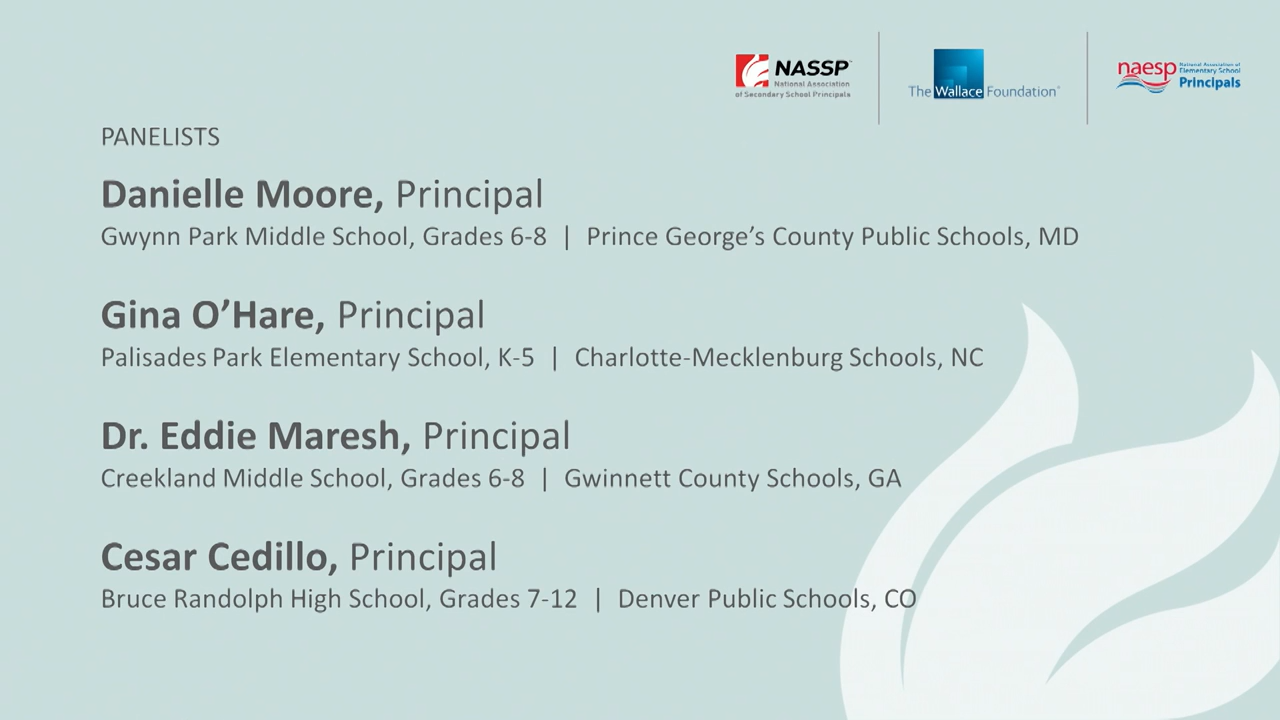 NASSP
National Association
of Secondary School Principals
The Wallace Foundation®
naesp
National Association of
Elementary School
Principals
PANELISTS
Danielle Moore, Principal
Gwynn Park Middle School, Grades 6-8 | Prince George’s County Public Schools, MD
Gina O’Hare, Principal
Palisades Park Elementary School, K-5 | Charlotte-Mecklenburg Schools, NC
Dr. Eddie Maresh, Principal
Creekland Middle School, Grades 6-8 | Gwinnett County Schools, GA
Cesar Cedillo, Principal
Bruce Randolph High School, Grades 7-12 | Denver Public Schools, CO